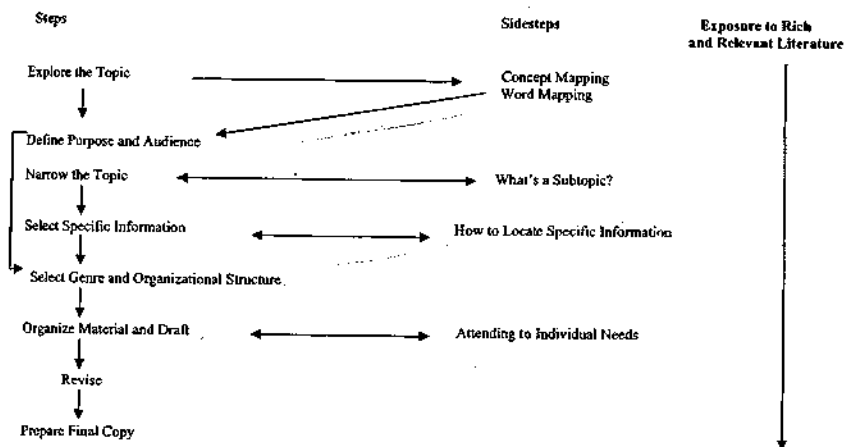 Steps
Sidesteps
Exposure to Rich
and Relevant Literature
Explore the Topic
Concept Mapping
Word Mapping
Define Purpose and Audience
Narrow the Topic
What's a Subtopic?
Select Specific Information
How to Locate Specific Information
Select Genre and Organizational Structure
Organize Material and Draft
Attending to Individual Needs
Revise
Prepare Final Copy